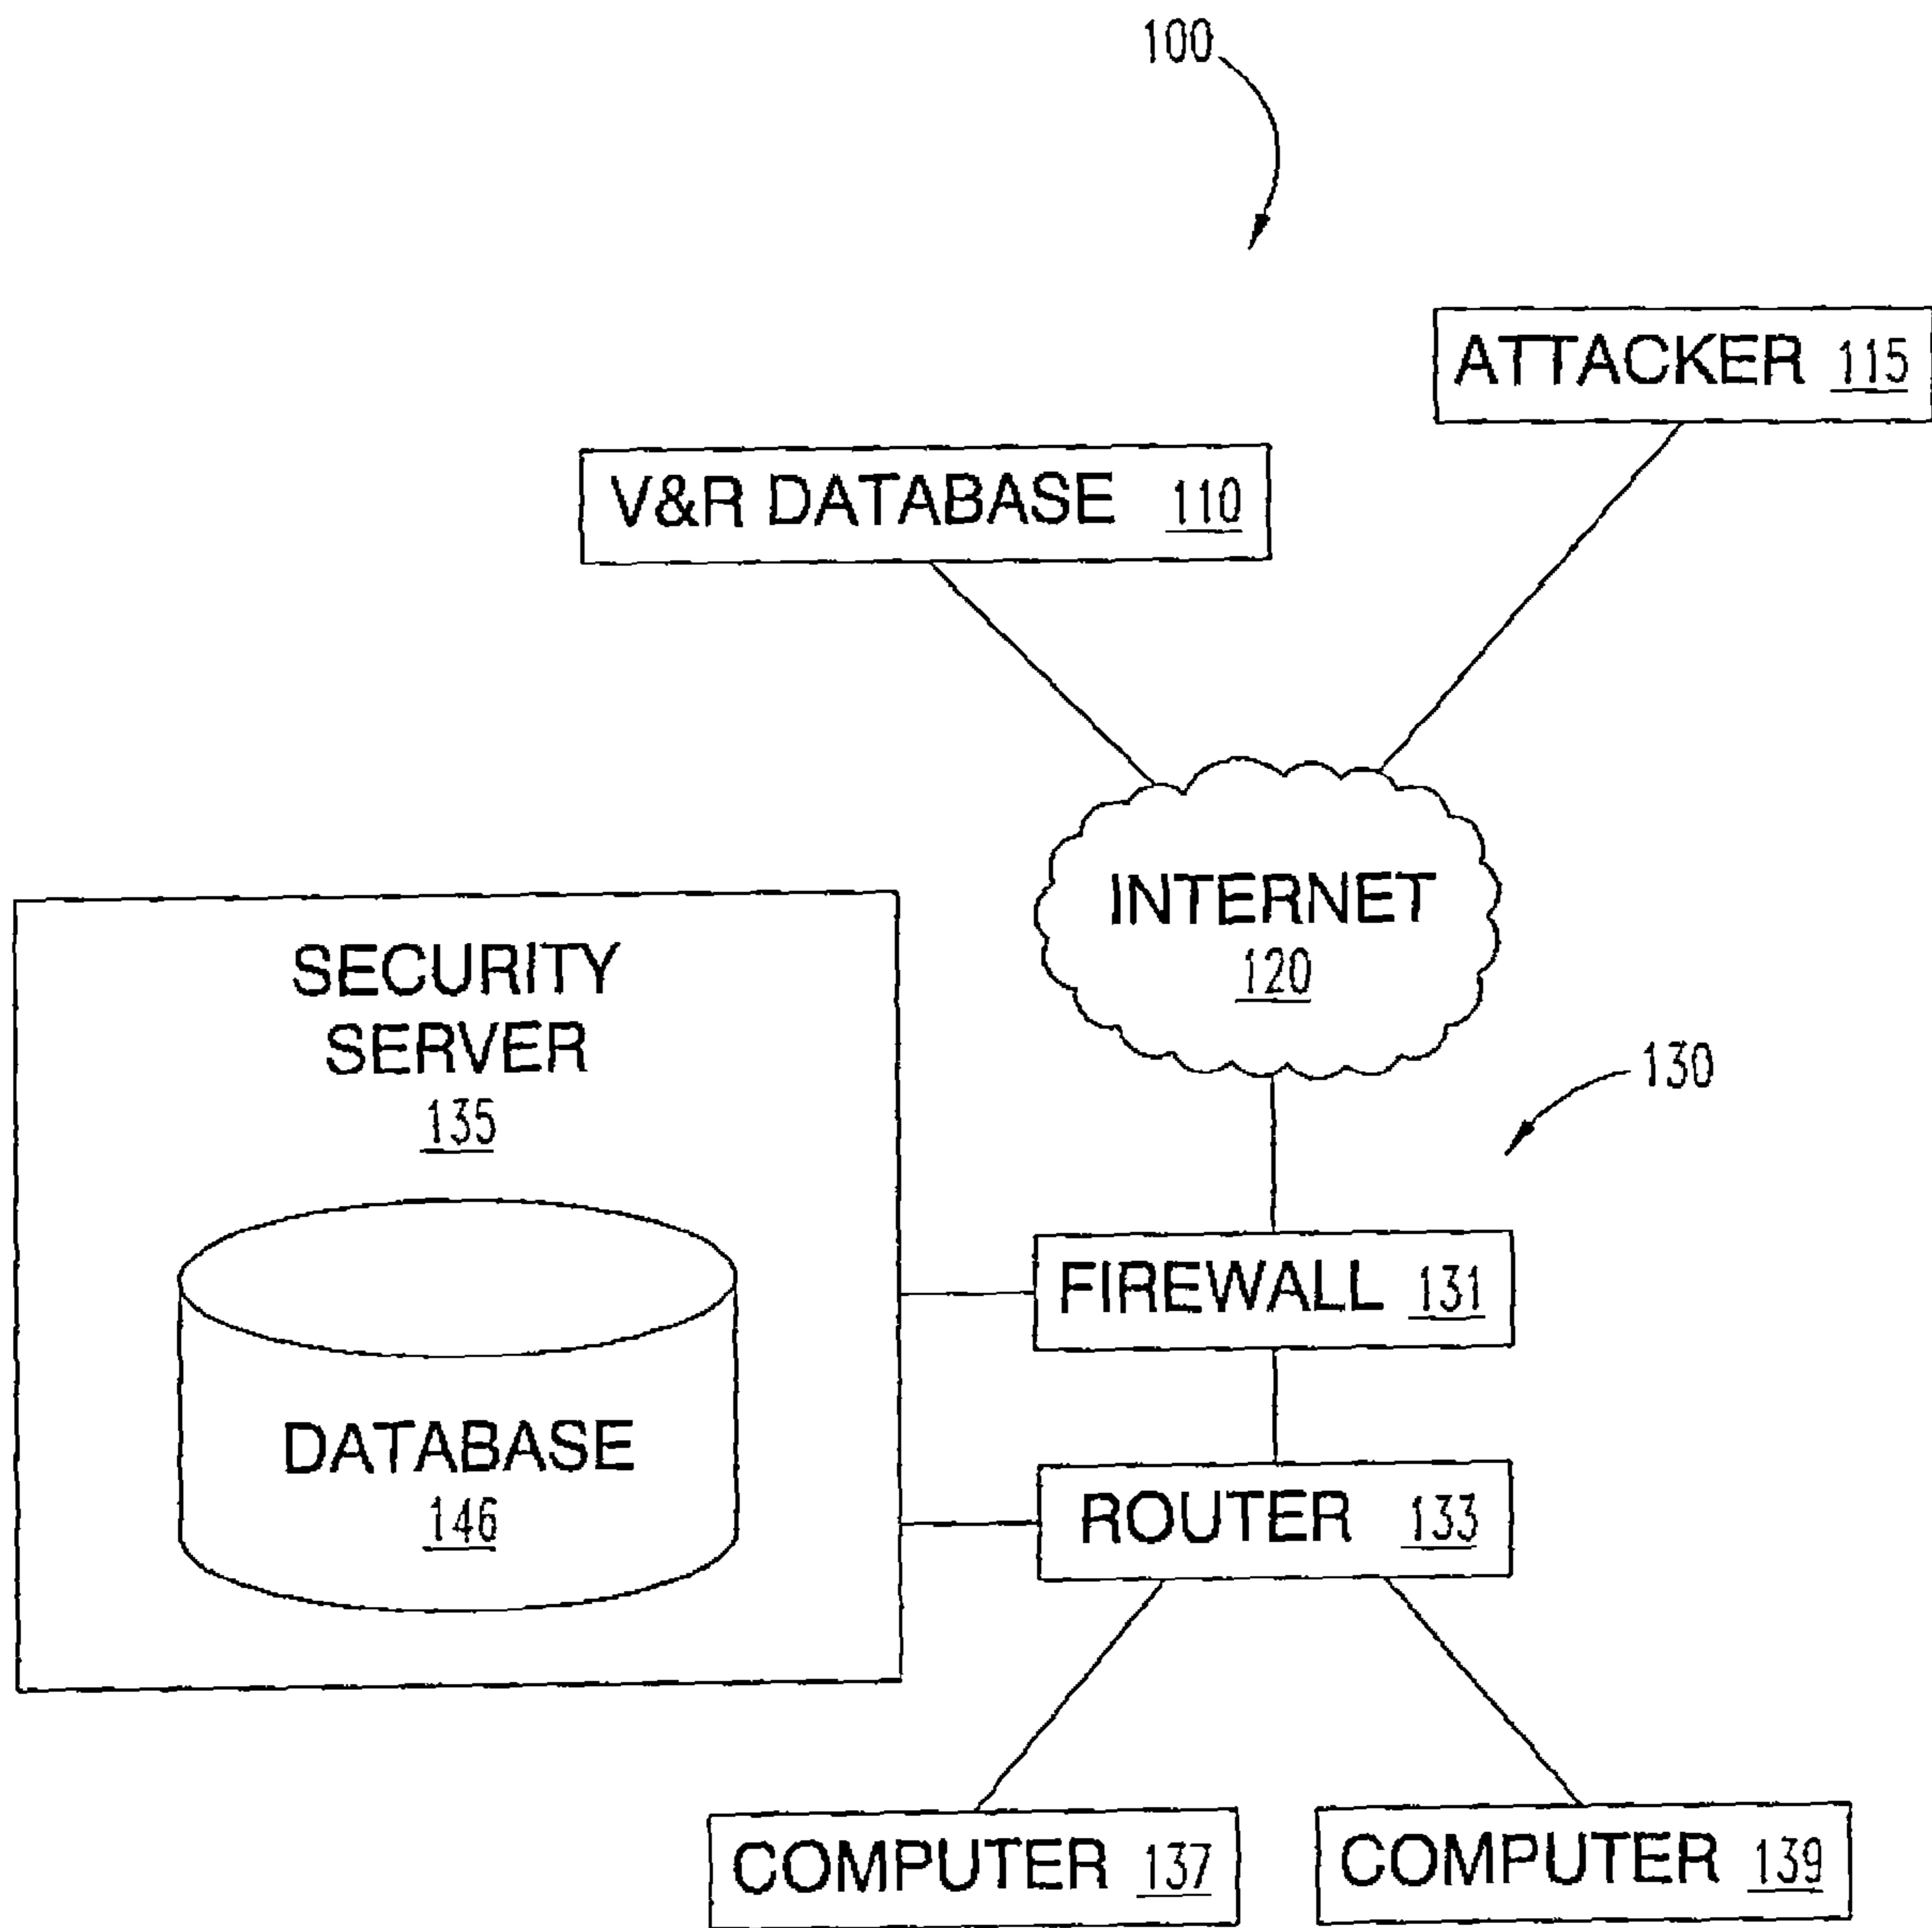 100
ATTACKER 115
V&R DATABASE 110
INTERNET
120
SECURITY
SERVER
135
130
FIREWALL 131
DATABASE
146
ROUTER 133
COMPUTER 137
COMPUTER 139